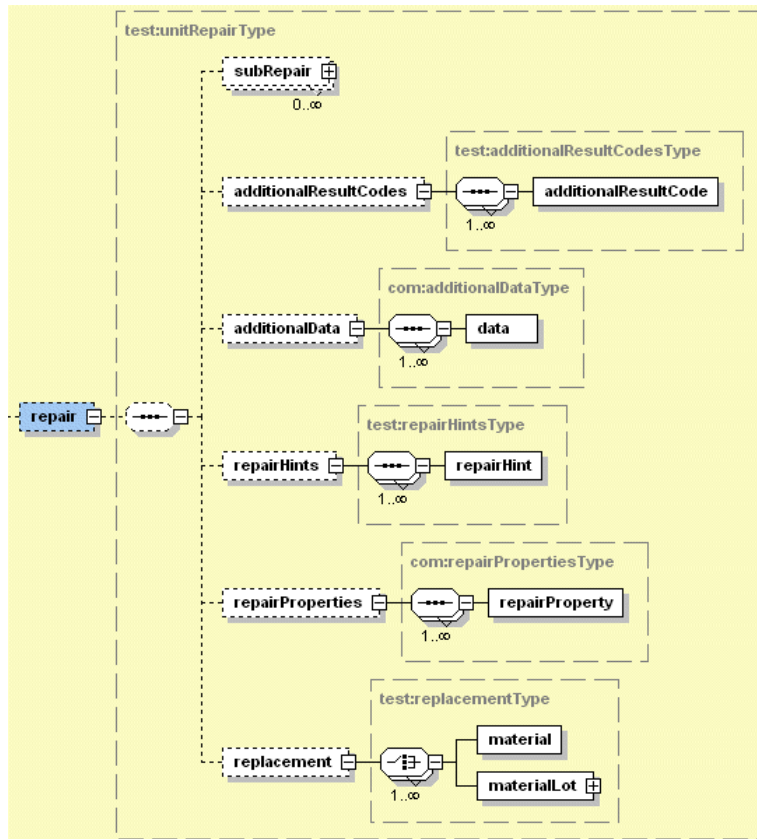 test:unitRepairType
subRepair
0..∞
test:additionalResultCodesType
additionalResultCodes
additionalResultCode
1..∞
com:additionalDataType
additionalData
data
1..∞
repair
test:repairHintsType
repairHints
repairHint
1..∞
com:repairPropertiesType
repairProperties
repairProperty
1..∞
test:replacementType
material
replacement
materialLot
1..∞